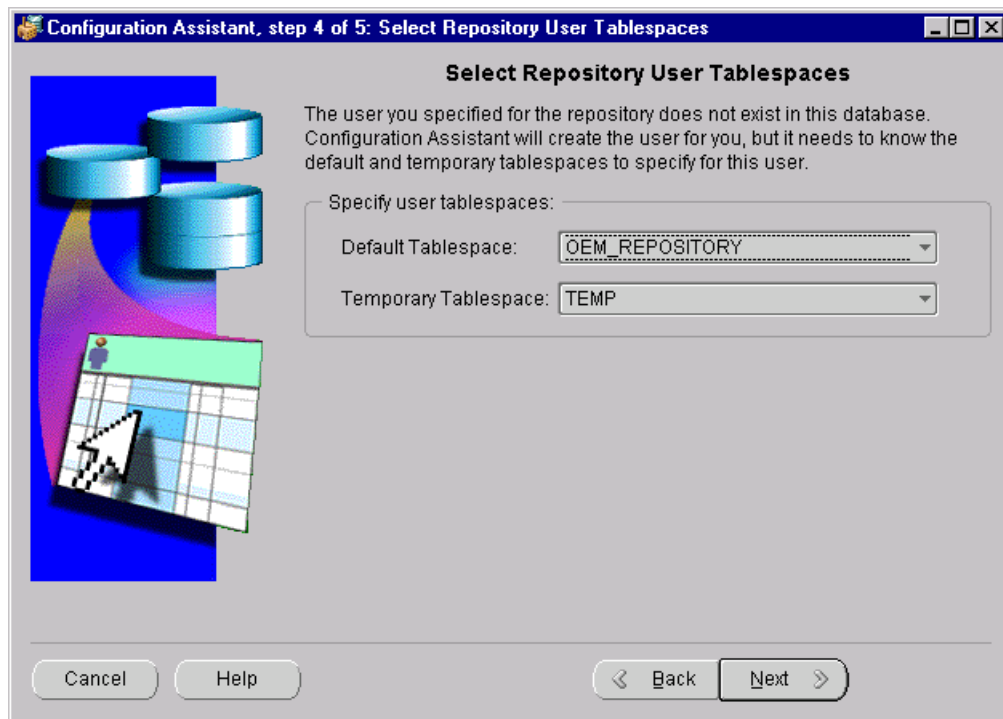 Configuration Assistant, step 4 of 5: Select Repository User Tablespaces
Select Repository User Tablespaces
The user you specified for the repository does not exist in this database.
Configuration Assistant will create the user for you, but it needs to know the
default and temporary tablespaces to specify for this user.
Specify user tablespaces:
Default Tablespace: OEM_REPOSITORY
Temporary Tablespace: TEMP
Cancel Help Back Next